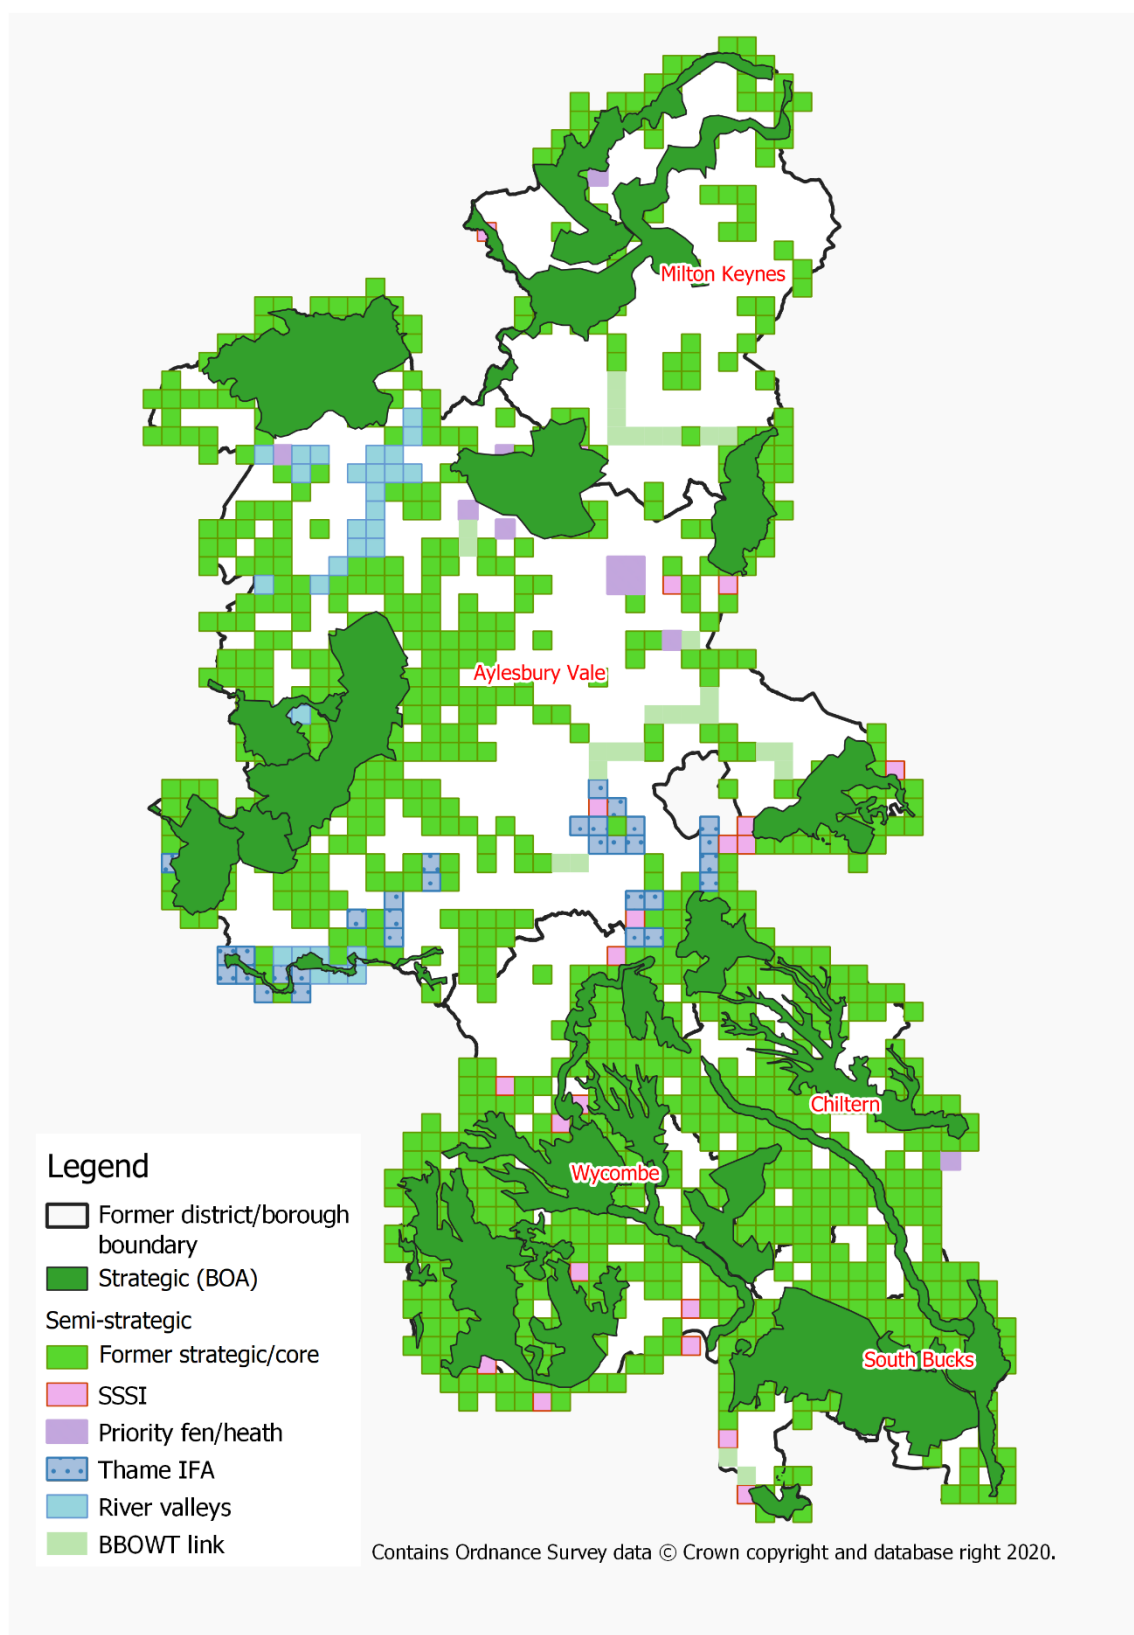 Milton Keynes
Aylesbury Vale
Chiltern
Wycombe
South Bucks
Legend
Former district/borough
boundary
Strategic (BOA)
Semi-strategic
Former strategic/core
SSSI
Priority fen/heath
Thame IFA
River valleys
BBOWT link
Contains Ordnance Survey data © Crown copyright and database right 2020.